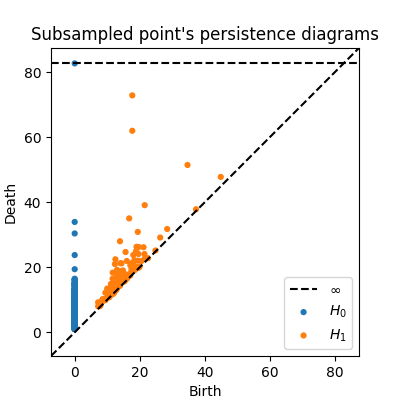 Subsampled point's persistence diagrams
Death
80
60
40
20
0
∞
H₀
H₁
0 20 40 60 80
Birth